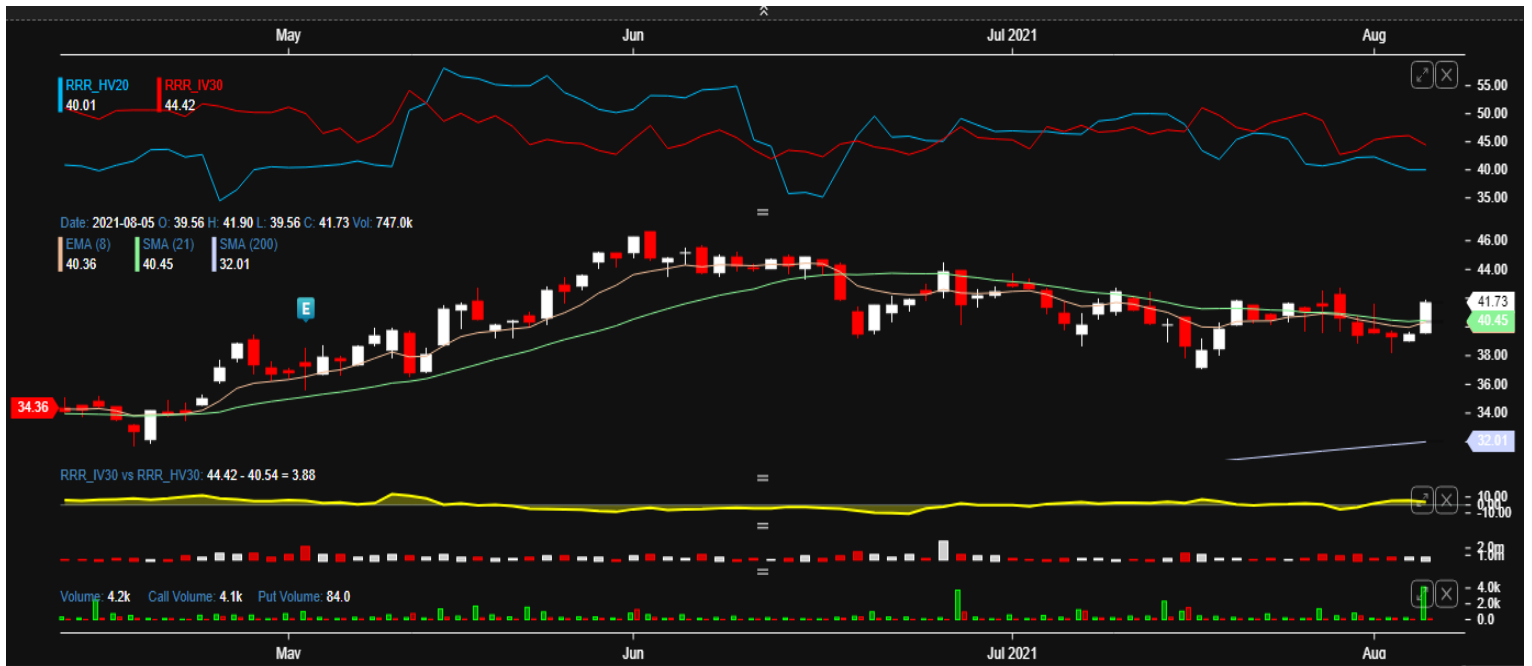 May Jun Jul 2021 Aug
RRR_HV20 RRR_IV30
40.01 44.42
55.00
50.00
45.00
40.00
35.00
Date: 2021-08-05 O: 39.56 H: 41.90 L: 39.56 C: 41.73 Vol: 747.0k
EMA (8) SMA (21) SMA (200)
40.36 40.45 32.01
46.00
44.00
E
41.73
40.45
38.00
36.00
34.36
34.00
32.01
RRR_IV30 vs RRR_HV30: 44.42 - 40.54 = 3.88
10.00
0.00
-10.00
2.0m
1.0m
Volume: 4.2k Call Volume: 4.1k Put Volume: 84.0
4.0k
2.0k
0.0
May Jun Jul 2021 Aug